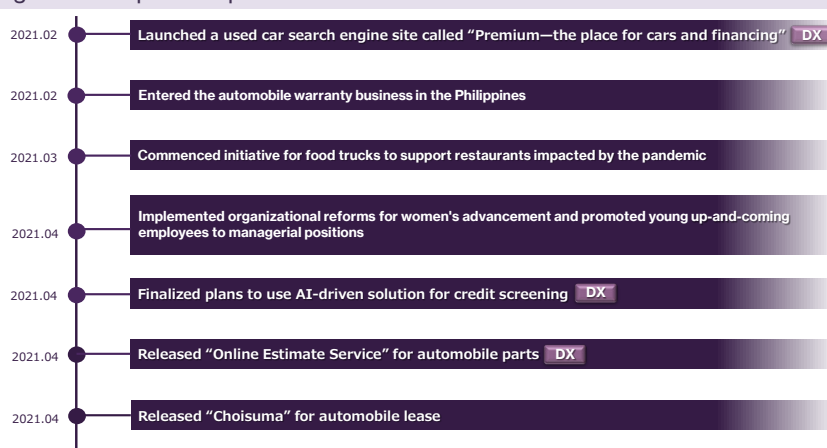 2021.02 Launched a used car search engine site called “Premium—the place for cars and financing” DX
2021.02 Entered the automobile warranty business in the Philippines
2021.03 Commenced initiative for food trucks to support restaurants impacted by the pandemic
2021.04 Implemented organizational reforms for women's advancement and promoted young up-and-coming
employees to managerial positions
2021.04 Finalized plans to use AI-driven solution for credit screening DX
2021.04 Released “Online Estimate Service” for automobile parts DX
2021.04 Released “Choisuma” for automobile lease